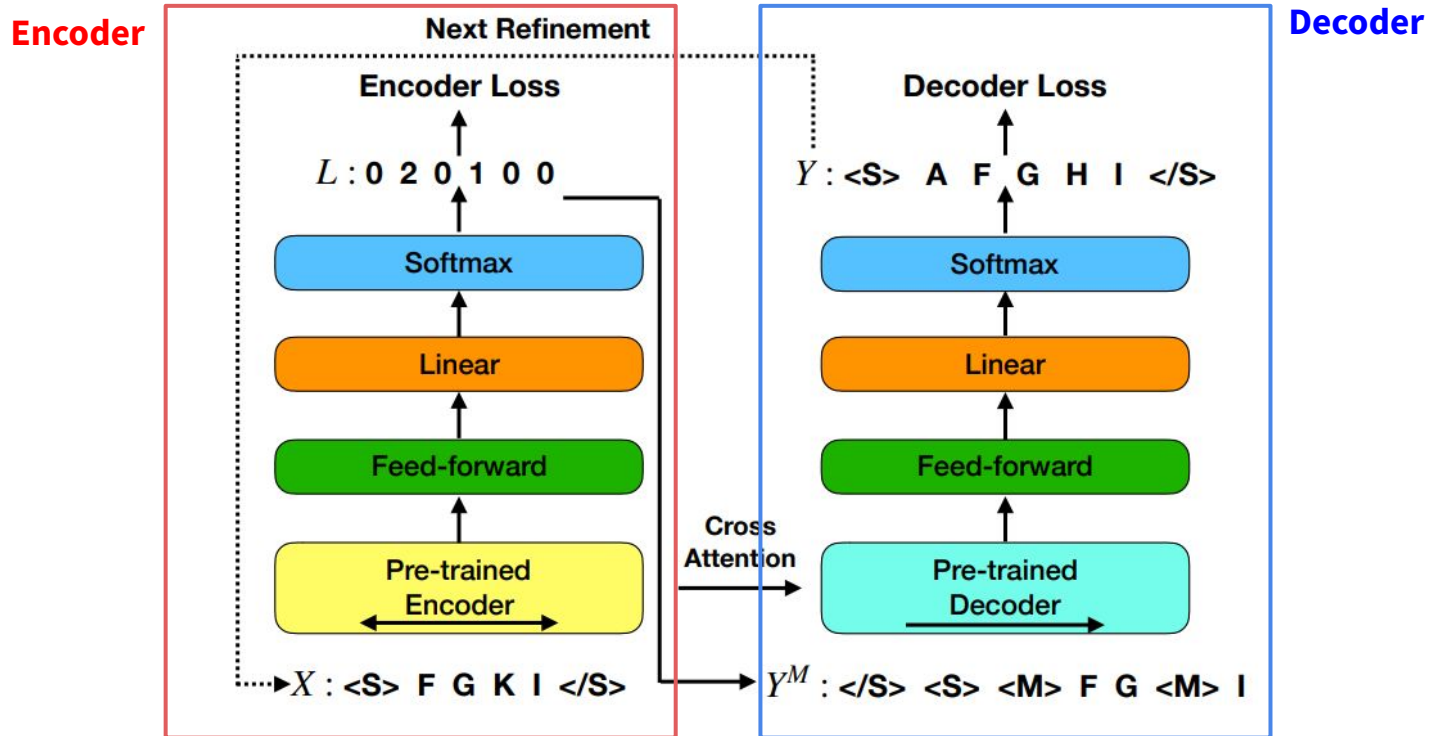 Encoder
Next Refinement
Encoder Loss
L : 0 2 0 1 0 0
Softmax
Linear
Feed-forward
Pre-trained
Encoder
X : <S> F G K I </S>
Cross
Attention
Decoder
Decoder Loss
Y : <S> A F G H I </S>
Softmax
Linear
Feed-forward
Pre-trained
Decoder
Y^M : </S> <S> <M> F G <M> I